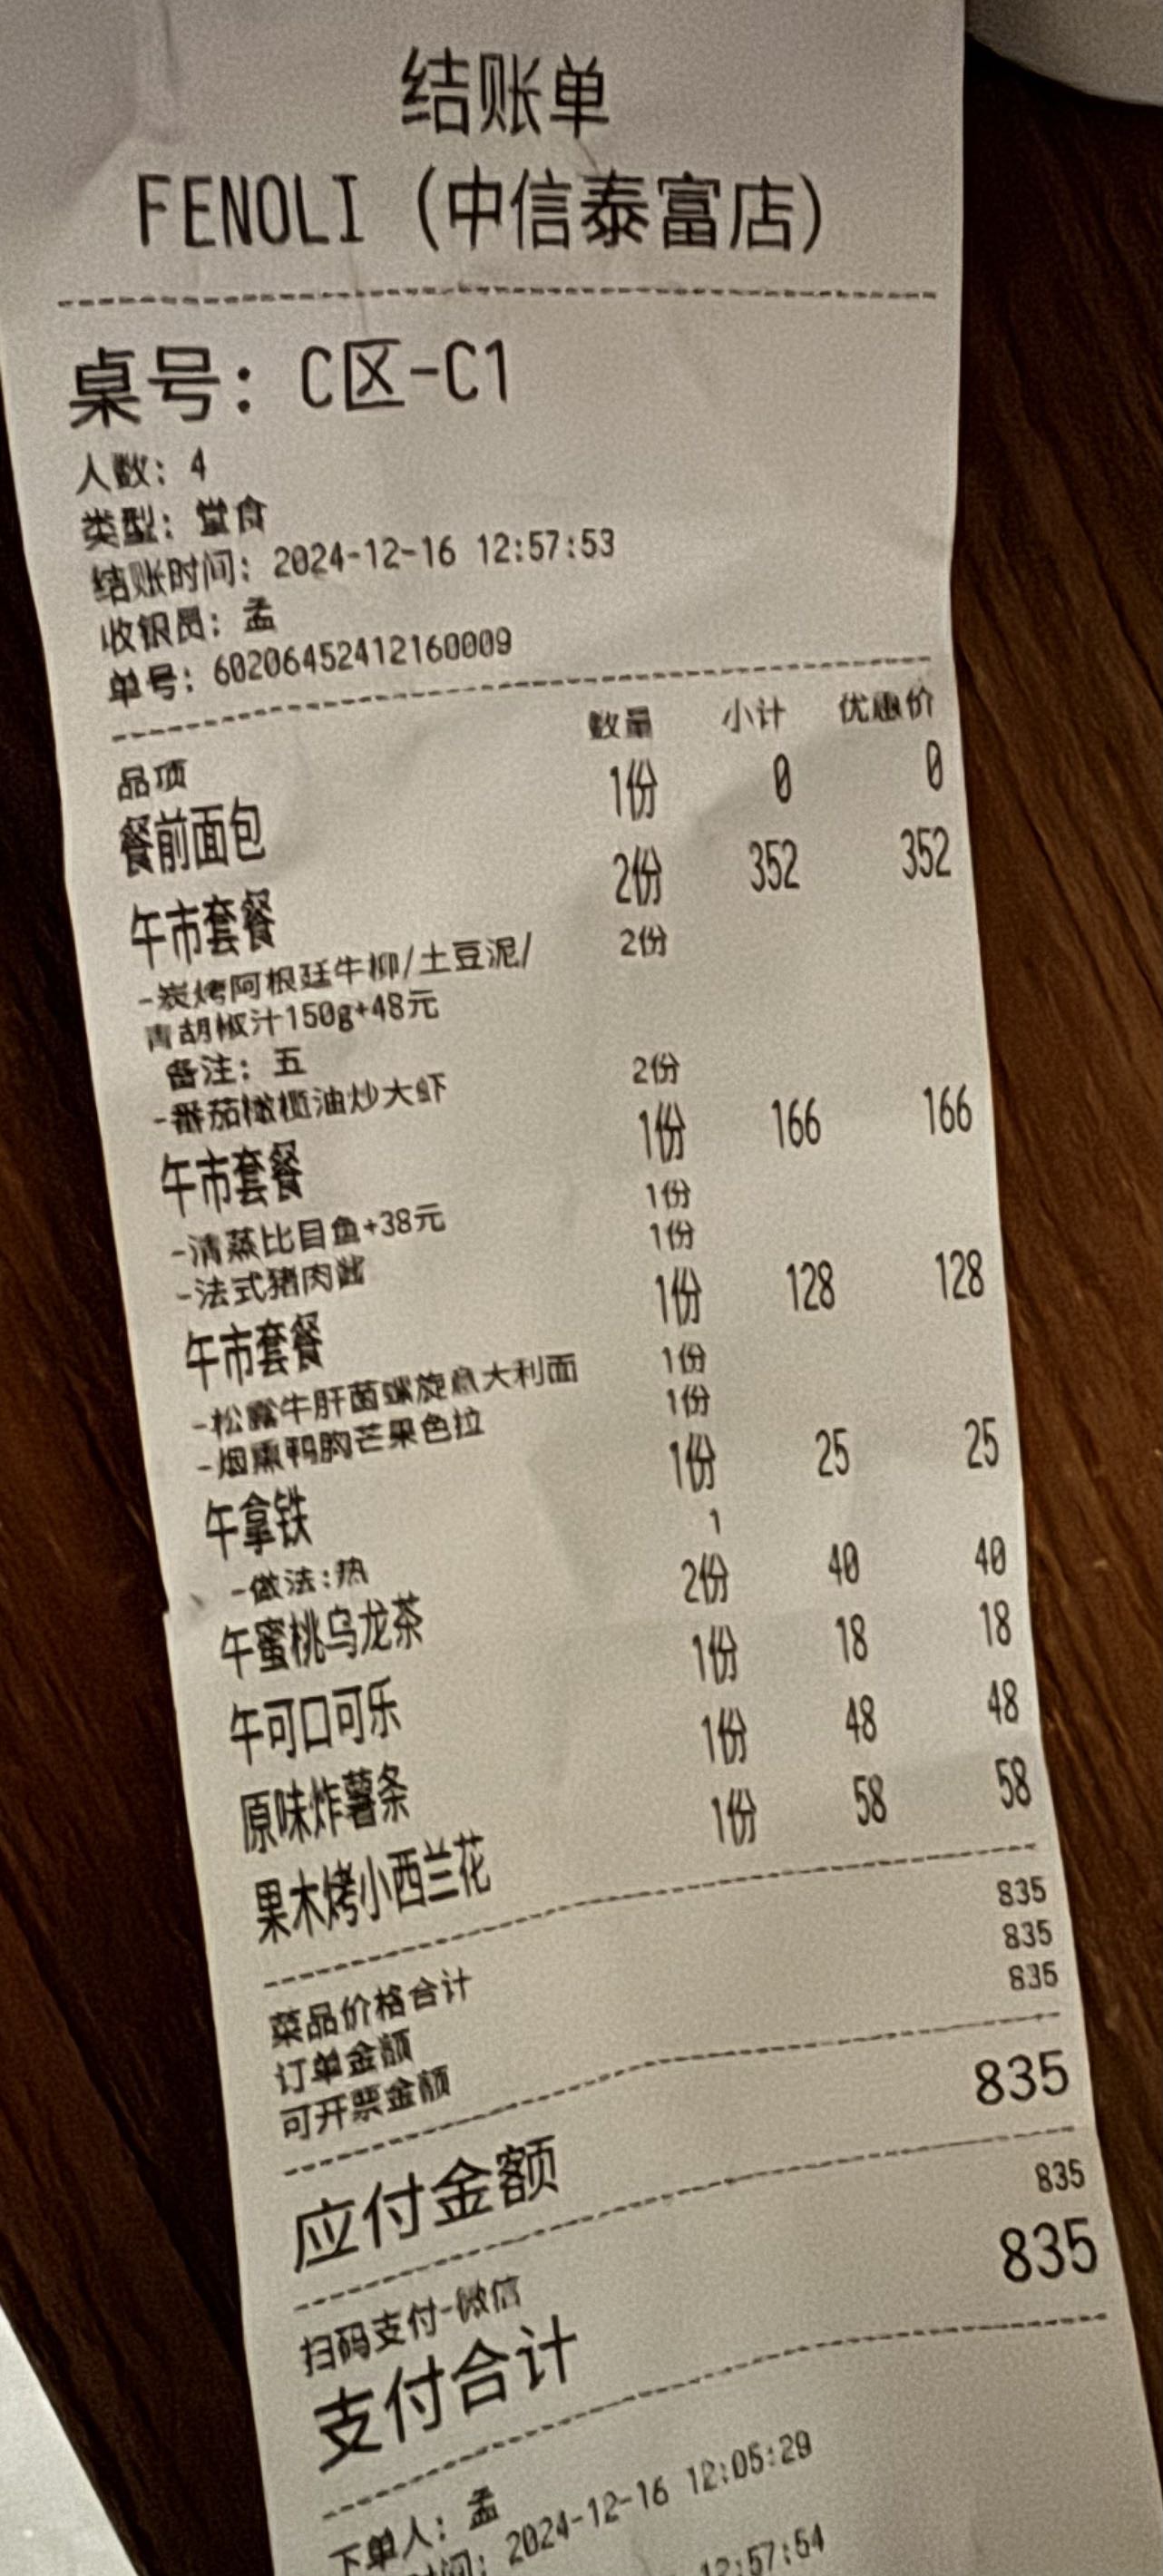 结账单
FENOLI (中信泰富店)
桌号: C区-C1
人数: 4
类型: 堂食
结账时间: 2024-12-16 12:57:53
收银员: 孟
单号: 60206452412160009
品项 数量 小计 优惠价
餐前面包 1份 0 0
午市套餐 2份 352 352
-炭烤阿根廷牛柳/土豆泥/ 2份
青胡椒汁150g+48元
备注: 五
-番茄橄榄油炒大虾 2份
午市套餐 1份 166 166
-清蒸比目鱼+38元 1份
-法式猪肉酱 1份
午市套餐 1份 128 128
-松露牛肝菌螺旋意大利面 1份
-烟熏鸭胸芒果色拉 1份
午拿铁 1份 25 25
-做法:热 1
午蜜桃乌龙茶 2份 40 40
午可口可乐 1份 18 18
原味炸薯条 1份 48 48
果木烤小西兰花 1份 58 58
菜品价格合计 835
订单金额 835
可开票金额 835
应付金额 835
扫码支付-微信 835
支付合计 835
下单人: 孟
时间: 2024-12-16 12:05:29
12:57:54